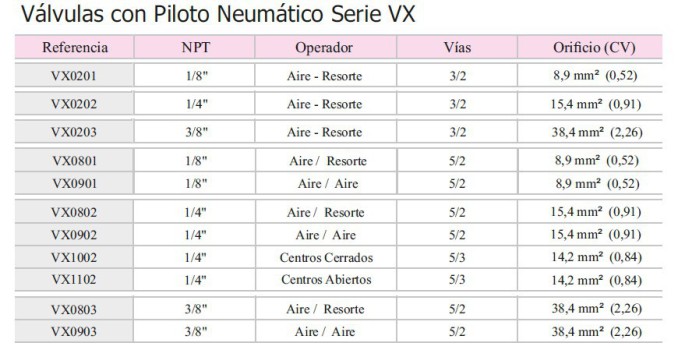 Válvulas con Piloto Neumático Serie VX
Referencia NPT Operador Vías Orificio (CV)
VX0201 1/8" Aire - Resorte 3/2 8,9 mm² (0,52)
VX0202 1/4" Aire - Resorte 3/2 15,4 mm² (0,91)
VX0203 3/8" Aire - Resorte 3/2 38,4 mm² (2,26)
VX0801 1/8" Aire / Resorte 5/2 8,9 mm² (0,52)
VX0901 1/8" Aire / Aire 5/2 8,9 mm² (0,52)
VX0802 1/4" Aire / Resorte 5/2 15,4 mm² (0,91)
VX0902 1/4" Aire / Aire 5/2 15,4 mm² (0,91)
VX1002 1/4" Centros Cerrados 5/3 14,2 mm² (0,84)
VX1102 1/4" Centros Abiertos 5/3 14,2 mm² (0,84)
VX0803 3/8" Aire / Resorte 5/2 38,4 mm² (2,26)
VX0903 3/8" Aire / Aire 5/2 38,4 mm² (2,26)